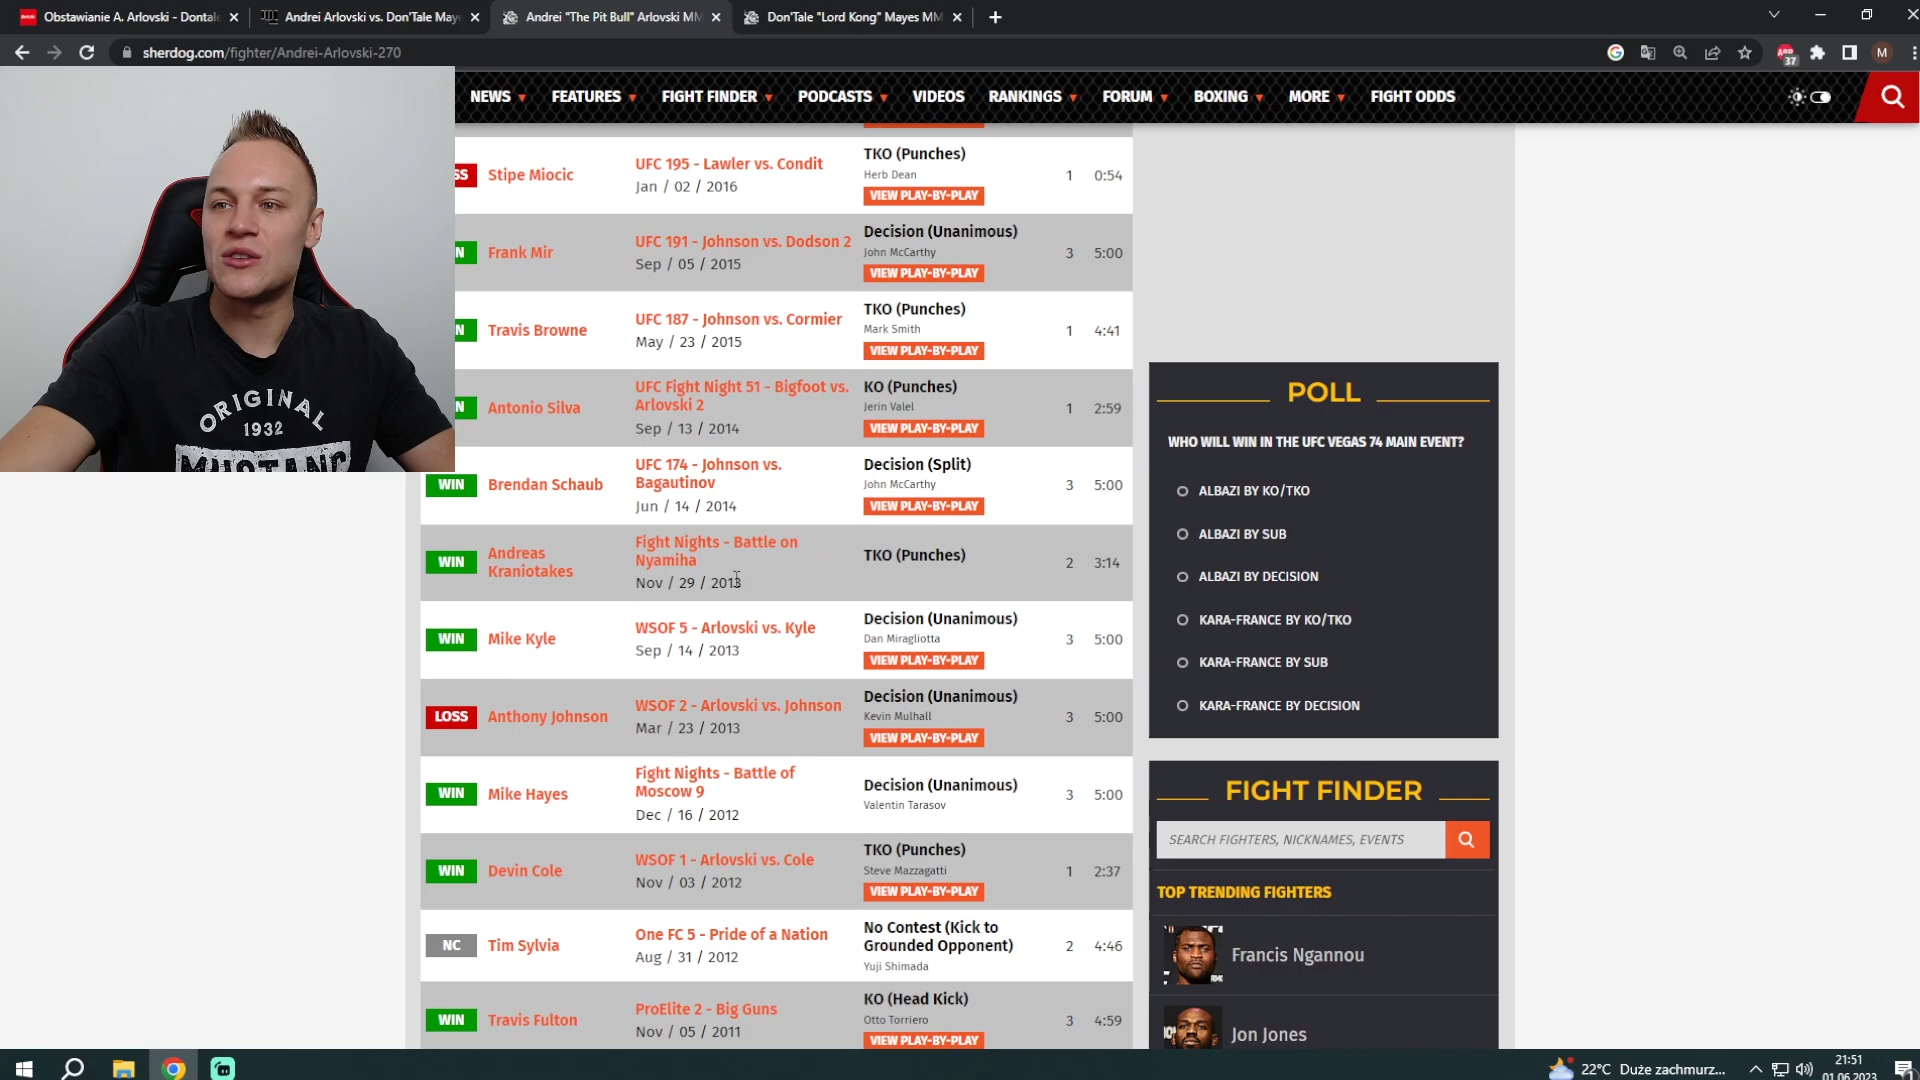 Obstawianie A. Arlovski - Dontale
Andrei Arlovski vs. Don'Tale Maye
Andrei "The Pit Bull" Arlovski MM
Don'Tale "Lord Kong" Mayes MM
sherdog.com/fighter/Andrei-Arlovski-270
37
M
NEWS FEATURES FIGHT FINDER PODCASTS VIDEOS RANKINGS FORUM BOXING MORE FIGHT ODDS
SS Stipe Miocic UFC 195 - Lawler vs. Condit Jan / 02 / 2016 TKO (Punches) Herb Dean VIEW PLAY-BY-PLAY 1 0:54
N Frank Mir UFC 191 - Johnson vs. Dodson 2 Sep / 05 / 2015 Decision (Unanimous) John McCarthy VIEW PLAY-BY-PLAY 3 5:00
N Travis Browne UFC 187 - Johnson vs. Cormier May / 23 / 2015 TKO (Punches) Mark Smith VIEW PLAY-BY-PLAY 1 4:41
N Antonio Silva UFC Fight Night 51 - Bigfoot vs. Arlovski 2 Sep / 13 / 2014 KO (Punches) Jerin Valel VIEW PLAY-BY-PLAY 1 2:59
WIN Brendan Schaub UFC 174 - Johnson vs. Bagautinov Jun / 14 / 2014 Decision (Split) John McCarthy VIEW PLAY-BY-PLAY 3 5:00
WIN Andreas Kraniotakes Fight Nights - Battle on Nyamiha Nov / 29 / 2013 TKO (Punches) 2 3:14
WIN Mike Kyle WSOF 5 - Arlovski vs. Kyle Sep / 14 / 2013 Decision (Unanimous) Dan Miragliotta VIEW PLAY-BY-PLAY 3 5:00
LOSS Anthony Johnson WSOF 2 - Arlovski vs. Johnson Mar / 23 / 2013 Decision (Unanimous) Kevin Mulhall VIEW PLAY-BY-PLAY 3 5:00
WIN Mike Hayes Fight Nights - Battle of Moscow 9 Dec / 16 / 2012 Decision (Unanimous) Valentin Tarasov 3 5:00
WIN Devin Cole WSOF 1 - Arlovski vs. Cole Nov / 03 / 2012 TKO (Punches) Steve Mazzagatti VIEW PLAY-BY-PLAY 1 2:37
NC Tim Sylvia One FC 5 - Pride of a Nation Aug / 31 / 2012 No Contest (Kick to Grounded Opponent) Yuji Shimada 2 4:46
WIN Travis Fulton ProElite 2 - Big Guns Nov / 05 / 2011 KO (Head Kick) Otto Torriero VIEW PLAY-BY-PLAY 3 4:59
ORIGINAL
1932
MUSTANG
POLL
WHO WILL WIN IN THE UFC VEGAS 74 MAIN EVENT?
ALBAZI BY KO/TKO
ALBAZI BY SUB
ALBAZI BY DECISION
KARA-FRANCE BY KO/TKO
KARA-FRANCE BY SUB
KARA-FRANCE BY DECISION
FIGHT FINDER
SEARCH FIGHTERS, NICKNAMES, EVENTS
TOP TRENDING FIGHTERS
Francis Ngannou
Jon Jones
22°C Duże zachmurz...
21:51
01.06.2023
1